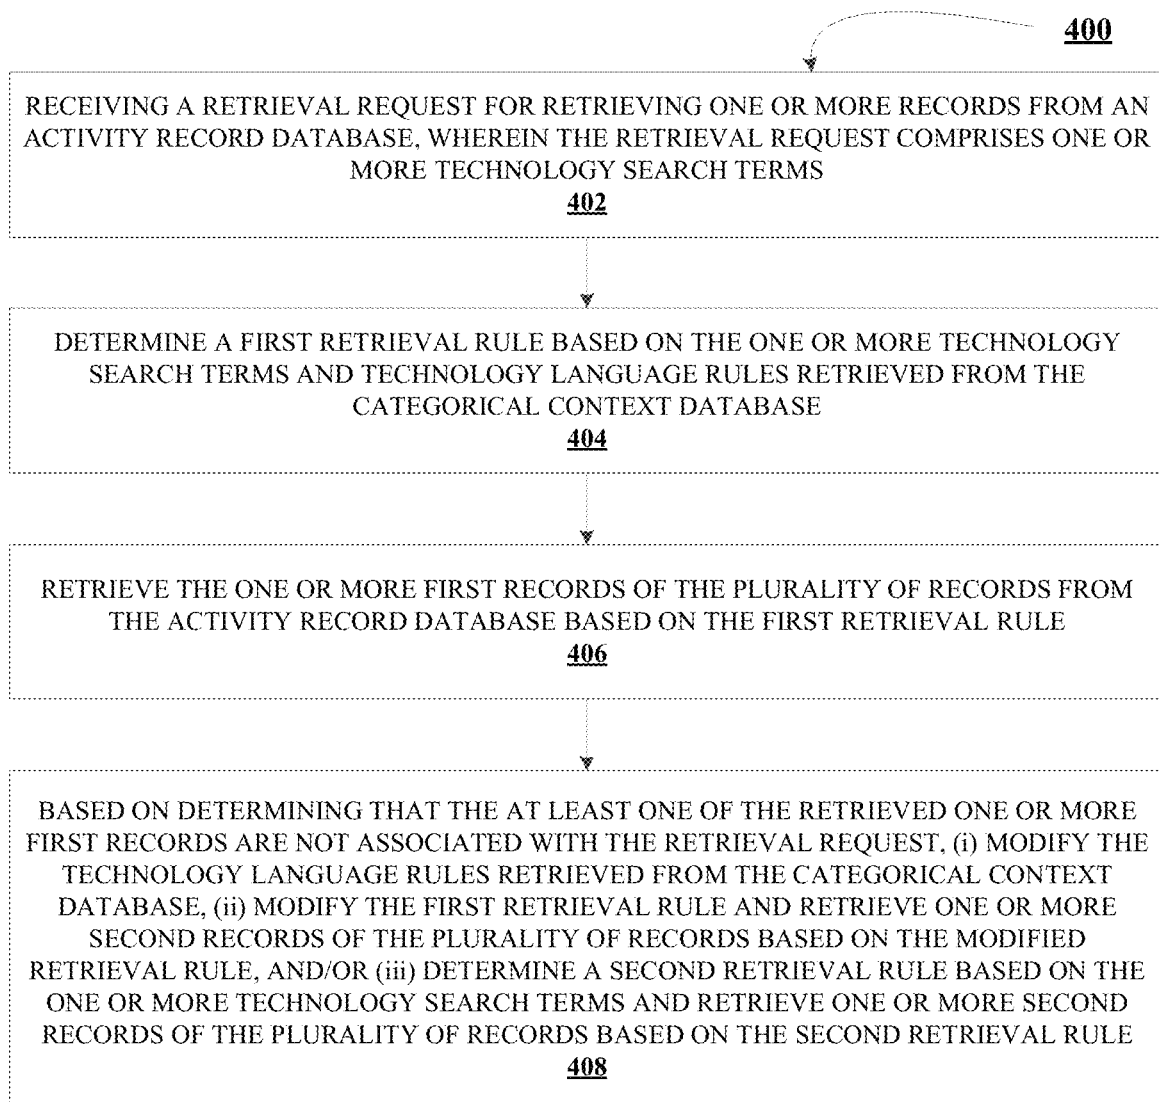 400
RECEIVING A RETRIEVAL REQUEST FOR RETRIEVING ONE OR MORE RECORDS FROM AN
ACTIVITY RECORD DATABASE, WHEREIN THE RETRIEVAL REQUEST COMPRISES ONE OR
MORE TECHNOLOGY SEARCH TERMS
402
DETERMINE A FIRST RETRIEVAL RULE BASED ON THE ONE OR MORE TECHNOLOGY
SEARCH TERMS AND TECHNOLOGY LANGUAGE RULES RETRIEVED FROM THE
CATEGORICAL CONTEXT DATABASE
404
RETRIEVE THE ONE OR MORE FIRST RECORDS OF THE PLURALITY OF RECORDS FROM
THE ACTIVITY RECORD DATABASE BASED ON THE FIRST RETRIEVAL RULE
406
BASED ON DETERMINING THAT THE AT LEAST ONE OF THE RETRIEVED ONE OR MORE
FIRST RECORDS ARE NOT ASSOCIATED WITH THE RETRIEVAL REQUEST, (i) MODIFY THE
TECHNOLOGY LANGUAGE RULES RETRIEVED FROM THE CATEGORICAL CONTEXT
DATABASE, (ii) MODIFY THE FIRST RETRIEVAL RULE AND RETRIEVE ONE OR MORE
SECOND RECORDS OF THE PLURALITY OF RECORDS BASED ON THE MODIFIED
RETRIEVAL RULE, AND/OR (iii) DETERMINE A SECOND RETRIEVAL RULE BASED ON THE
ONE OR MORE TECHNOLOGY SEARCH TERMS AND RETRIEVE ONE OR MORE SECOND
RECORDS OF THE PLURALITY OF RECORDS BASED ON THE SECOND RETRIEVAL RULE
408